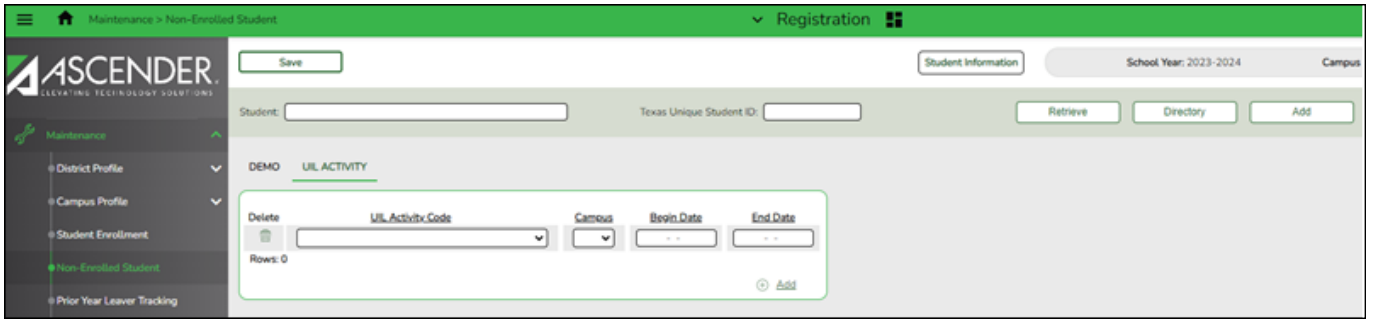 Maintenance > Non-Enrolled Student
Registration
ASCENDER.
ELEVATING TECHNOLOGY SOLUTIONS
Save
Student Information
School Year: 2023-2024
Campus
Student:
Texas Unique Student ID:
Retrieve
Directory
Add
Maintenance
District Profile
Campus Profile
Student Enrollment
Non-Enrolled Student
Prior Year Leaver Tracking
DEMO
UIL ACTIVITY
Delete
UIL Activity Code
Campus
Begin Date
End Date
- -
- -
Rows: 0
Add